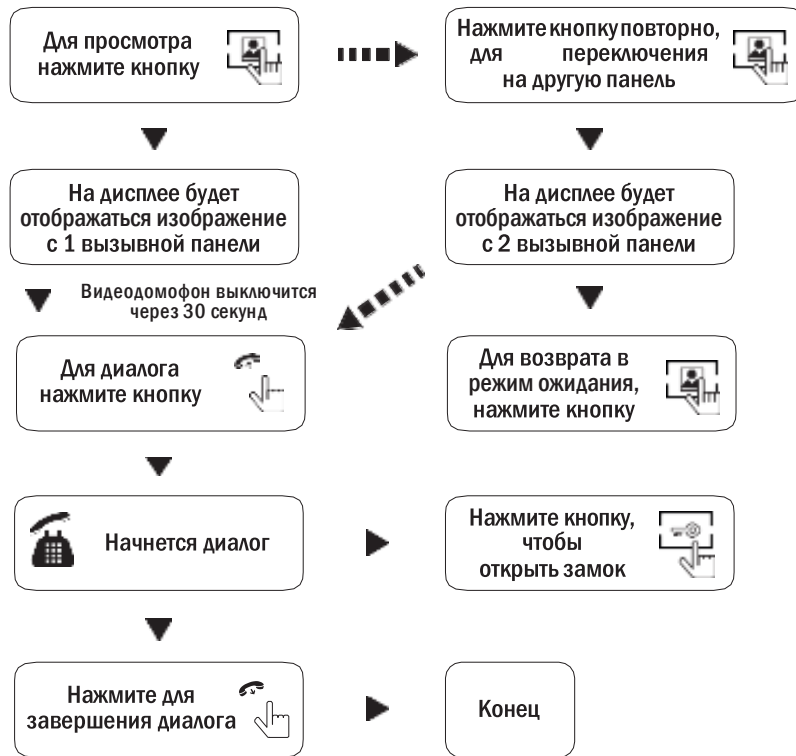 Для просмотра
нажмите кнопку
Нажмите кнопку повторно,
для переключения
на другую панель
На дисплее будет
отображаться изображение
с 1 вызывной панели
На дисплее будет
отображаться изображение
с 2 вызывной панели
Видеодомофон выключится
через 30 секунд
Для диалога
нажмите кнопку
Для возврата в
режим ожидания,
нажмите кнопку
Начнется диалог
Нажмите кнопку,
чтобы
открыть замок
Нажмите для
завершения диалога
Конец